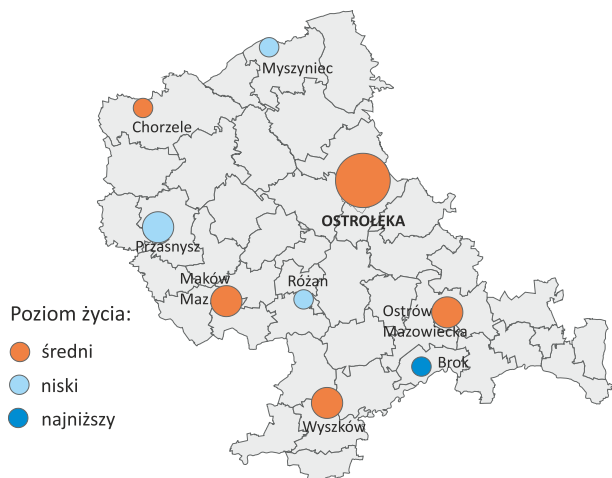 Myszyniec
Chorzele
OSTROŁĘKA
Przasnysz
Maków
Maz.
Różan
Ostrów
Mazowiecka
Brok
Wyszków
Poziom życia:
średni
niski
najniższy